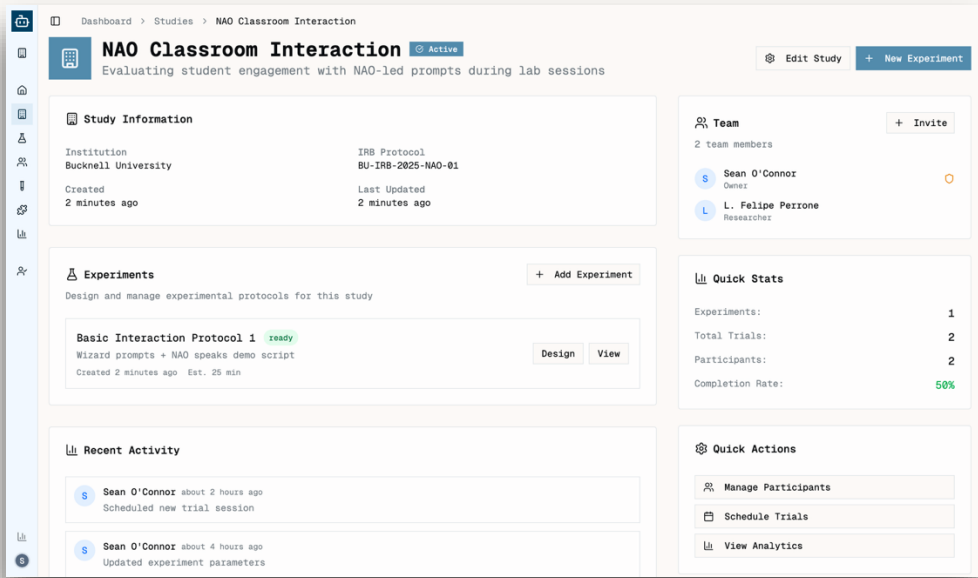 Dashboard > Studies > NAO Classroom Interaction
NAO Classroom Interaction Active
Evaluating student engagement with NAO-led prompts during lab sessions
Edit Study
+ New Experiment
Study Information
Institution
Bucknell University
IRB Protocol
BU-IRB-2025-NAO-01
Created
2 minutes ago
Last Updated
2 minutes ago
Experiments
+ Add Experiment
Design and manage experimental protocols for this study
Basic Interaction Protocol 1 ready
Wizard prompts + NAO speaks demo script
Created 2 minutes ago Est. 25 min
Design
View
Recent Activity
S
Sean O'Connor about 2 hours ago
Scheduled new trial session
S
Sean O'Connor about 4 hours ago
Updated experiment parameters
Team
+ Invite
2 team members
S
Sean O'Connor
Owner
L
L. Felipe Perrone
Researcher
Quick Stats
Experiments: 1
Total Trials: 2
Participants: 2
Completion Rate: 50%
Quick Actions
Manage Participants
Schedule Trials
View Analytics
S